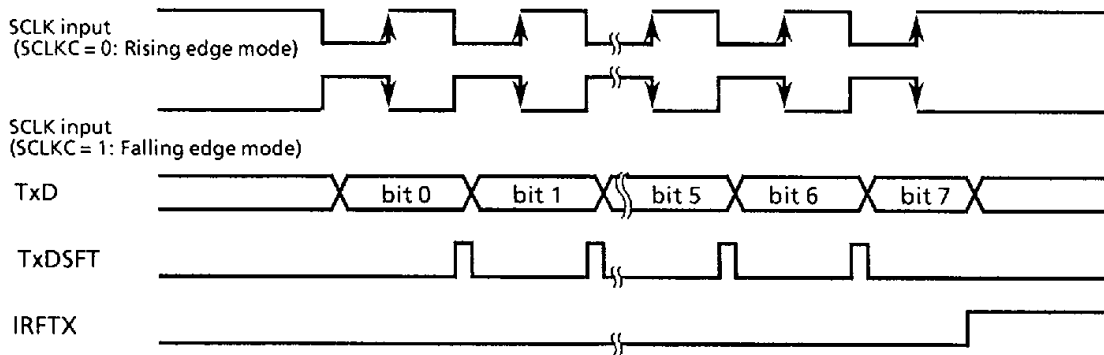 SCLK input
(SCLKC = 0: Rising edge mode)
SCLK input
(SCLKC = 1: Falling edge mode)
TxD
bit 0 bit 1 bit 5 bit 6 bit 7
TxDSFT
IRFTX